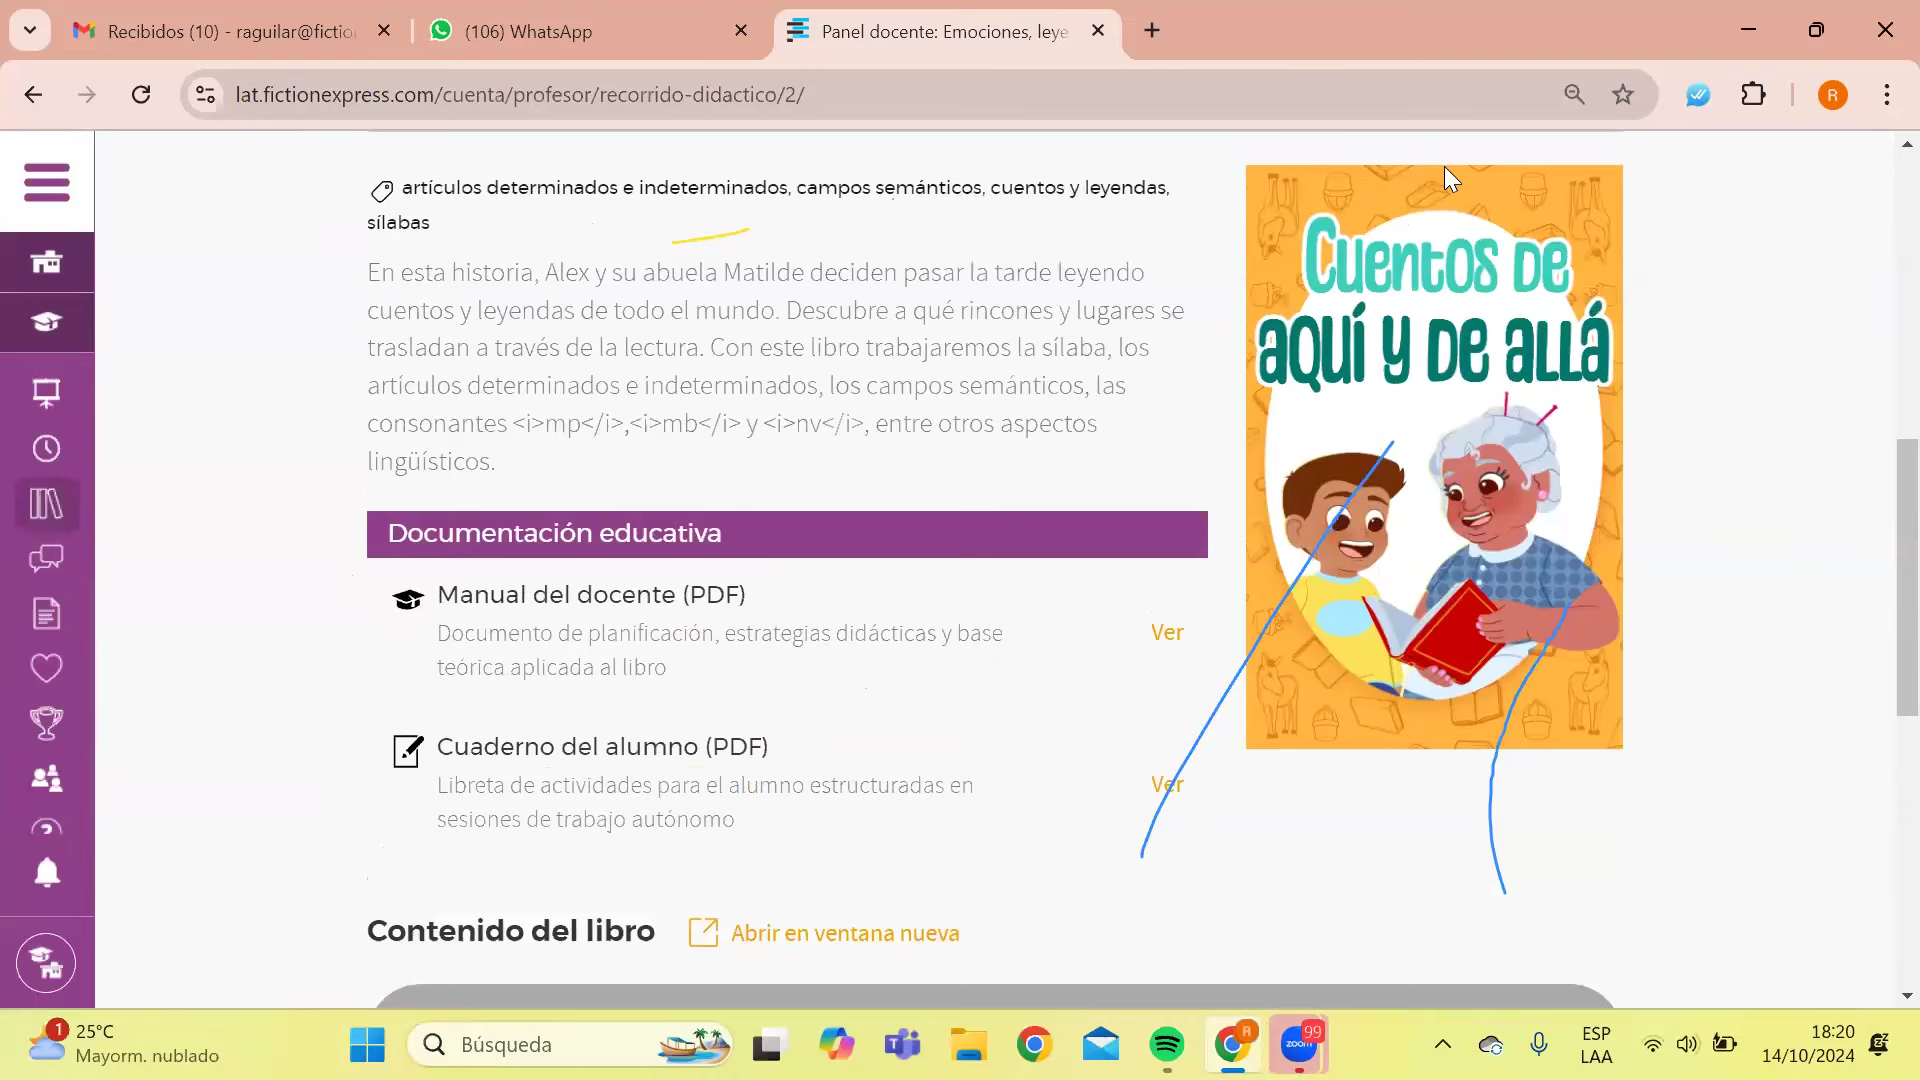 Recibidos (10) - raguilar@fictio
(106) WhatsApp
Panel docente: Emociones, leye
lat.fictionexpress.com/cuenta/profesor/recorrido-didactico/2/
R
artículos determinados e indeterminados, campos semánticos, cuentos y leyendas,
sílabas
En esta historia, Alex y su abuela Matilde deciden pasar la tarde leyendo
cuentos y leyendas de todo el mundo. Descubre a qué rincones y lugares se
trasladan a través de la lectura. Con este libro trabajaremos la sílaba, los
artículos determinados e indeterminados, los campos semánticos, las
consonantes <i>mp</i>,<i>mb</i> y <i>nv</i>, entre otros aspectos
lingüísticos.
Cuentos de
aquí y de allá
Documentación educativa
Manual del docente (PDF)
Documento de planificación, estrategias didácticas y base
teórica aplicada al libro
Ver
Cuaderno del alumno (PDF)
Libreta de actividades para el alumno estructuradas en
sesiones de trabajo autónomo
Ver
Contenido del libro
Abrir en ventana nueva
1
25°C
Mayorm. nublado
Búsqueda
R
zoom
99
ESP
LAA
18:20
14/10/2024